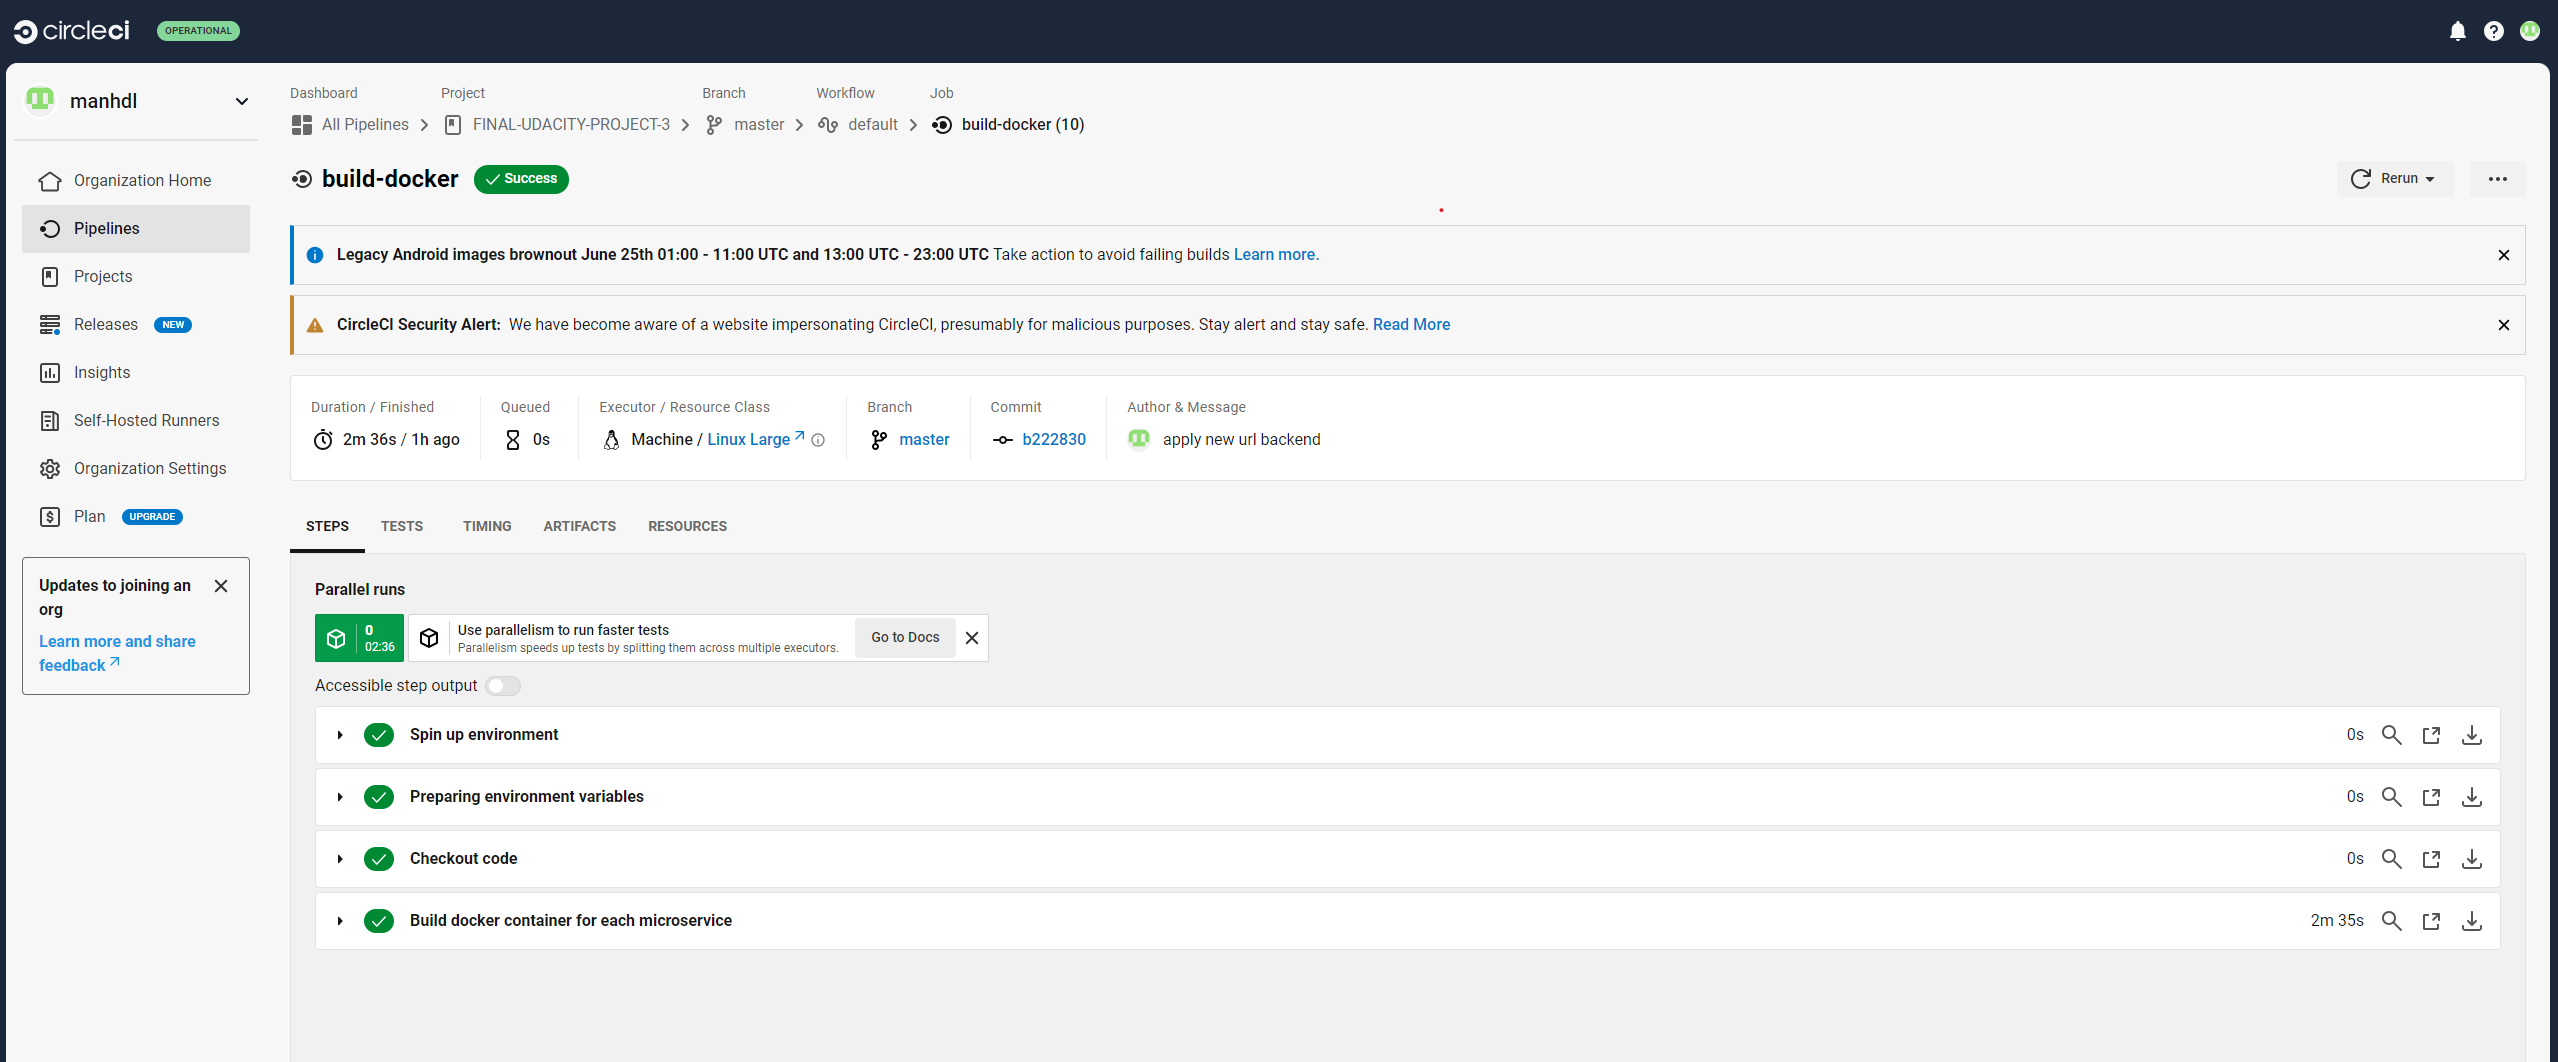 circleci OPERATIONAL
manhdl
Organization Home
Pipelines
Projects
Releases NEW
Insights
Self-Hosted Runners
Organization Settings
Plan UPGRADE
Updates to joining an
org
Learn more and share
feedback
Dashboard Project Branch Workflow Job
All Pipelines FINAL-UDACITY-PROJECT-3 master default build-docker (10)
build-docker Success Rerun
Legacy Android images brownout June 25th 01:00 - 11:00 UTC and 13:00 UTC - 23:00 UTC Take action to avoid failing builds Learn more.
CircleCI Security Alert: We have become aware of a website impersonating CircleCI, presumably for malicious purposes. Stay alert and stay safe. Read More
Duration / Finished Queued Executor / Resource Class Branch Commit Author & Message
2m 36s / 1h ago 0s Machine / Linux Large master b222830 apply new url backend
STEPS TESTS TIMING ARTIFACTS RESOURCES
Parallel runs
0
02:36
Use parallelism to run faster tests
Parallelism speeds up tests by splitting them across multiple executors.
Go to Docs
Accessible step output
Spin up environment 0s
Preparing environment variables 0s
Checkout code 0s
Build docker container for each microservice 2m 35s